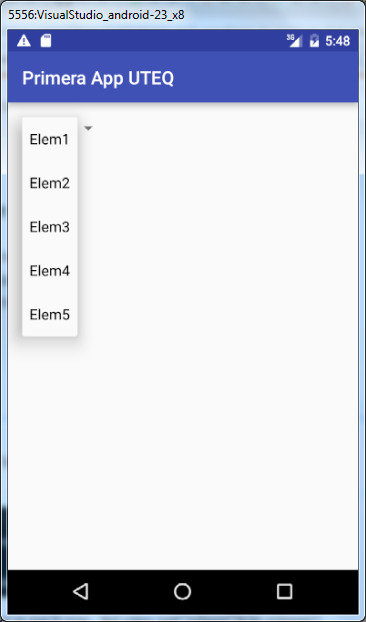 5556:VisualStudio_android-23_x8
3G 5:48
Primera App UTEQ
Elem1
Elem2
Elem3
Elem4
Elem5